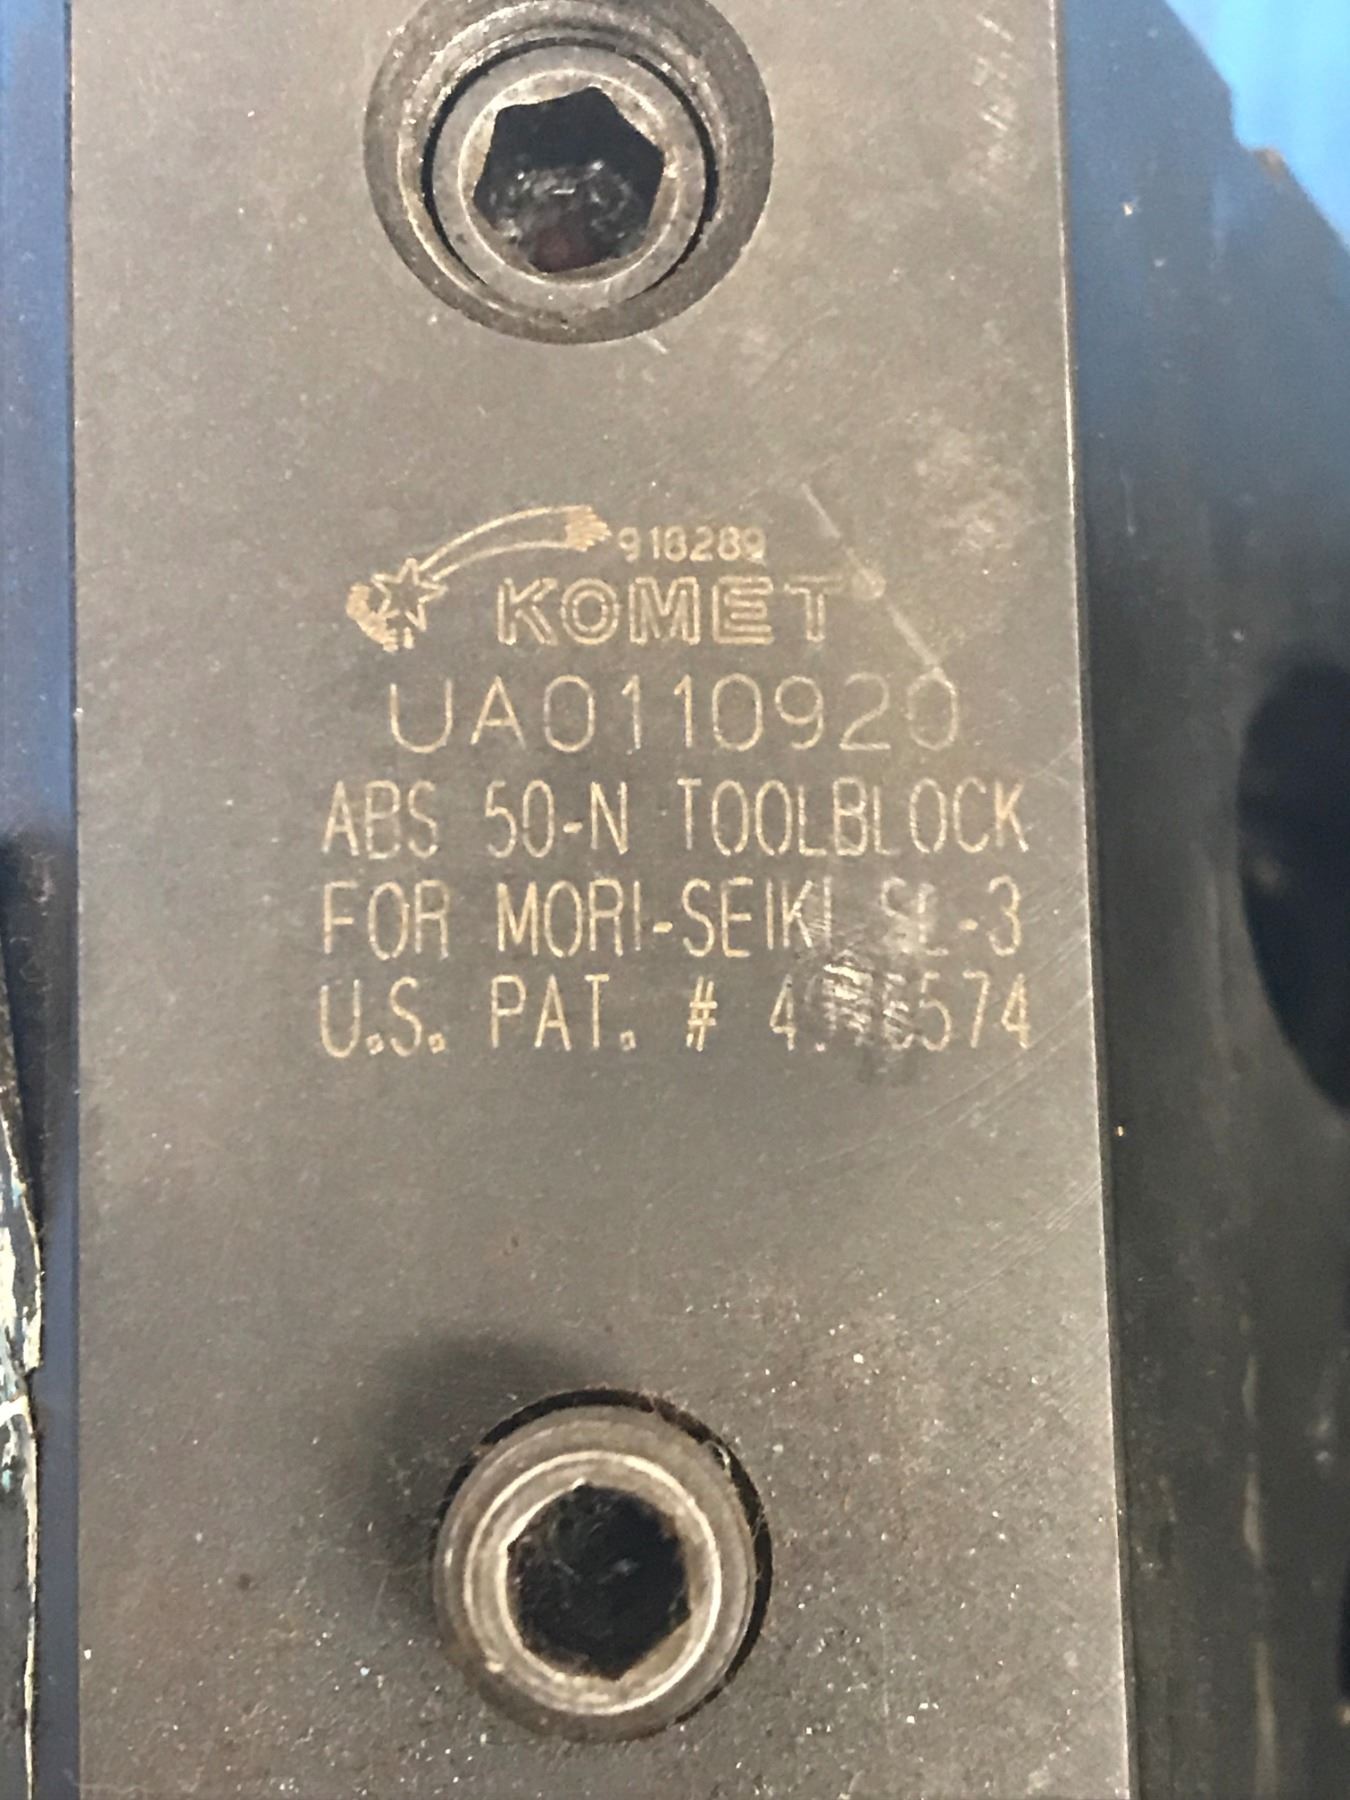 918289
KOMET
UA0110920
ABS 50-N TOOLBLOCK
FOR MORI-SEIKI SL-3
U.S. PAT. #